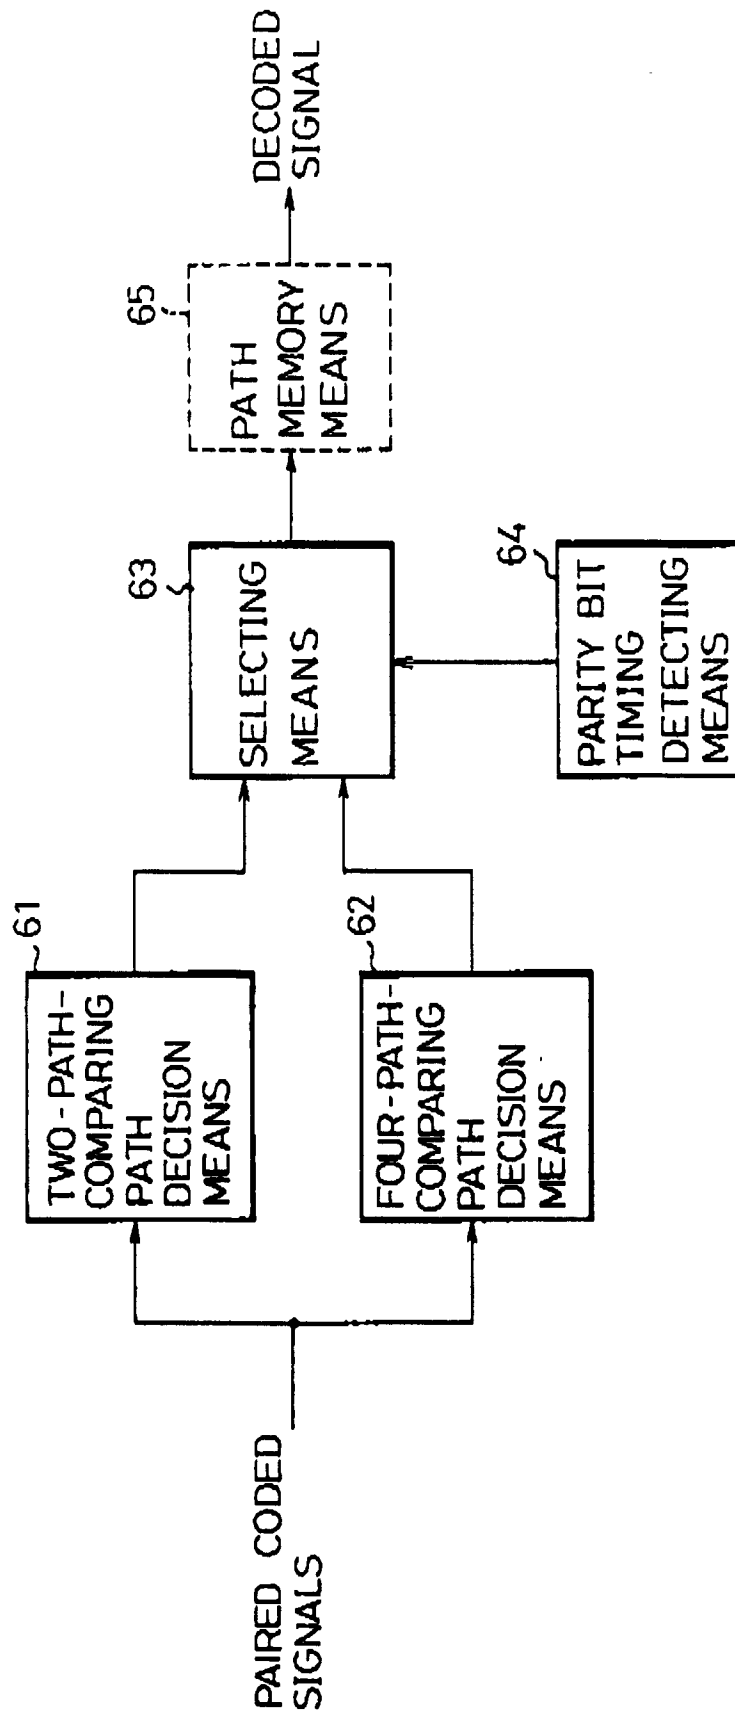 PAIRED CODED
SIGNALS
61
TWO-PATH-
COMPARING
PATH
DECISION
MEANS
62
FOUR-PATH-
COMPARING
PATH
DECISION
MEANS
63
SELECTING
MEANS
64
PARITY BIT
TIMING
DETECTING
MEANS
65
PATH
MEMORY
MEANS
DECODED
SIGNAL